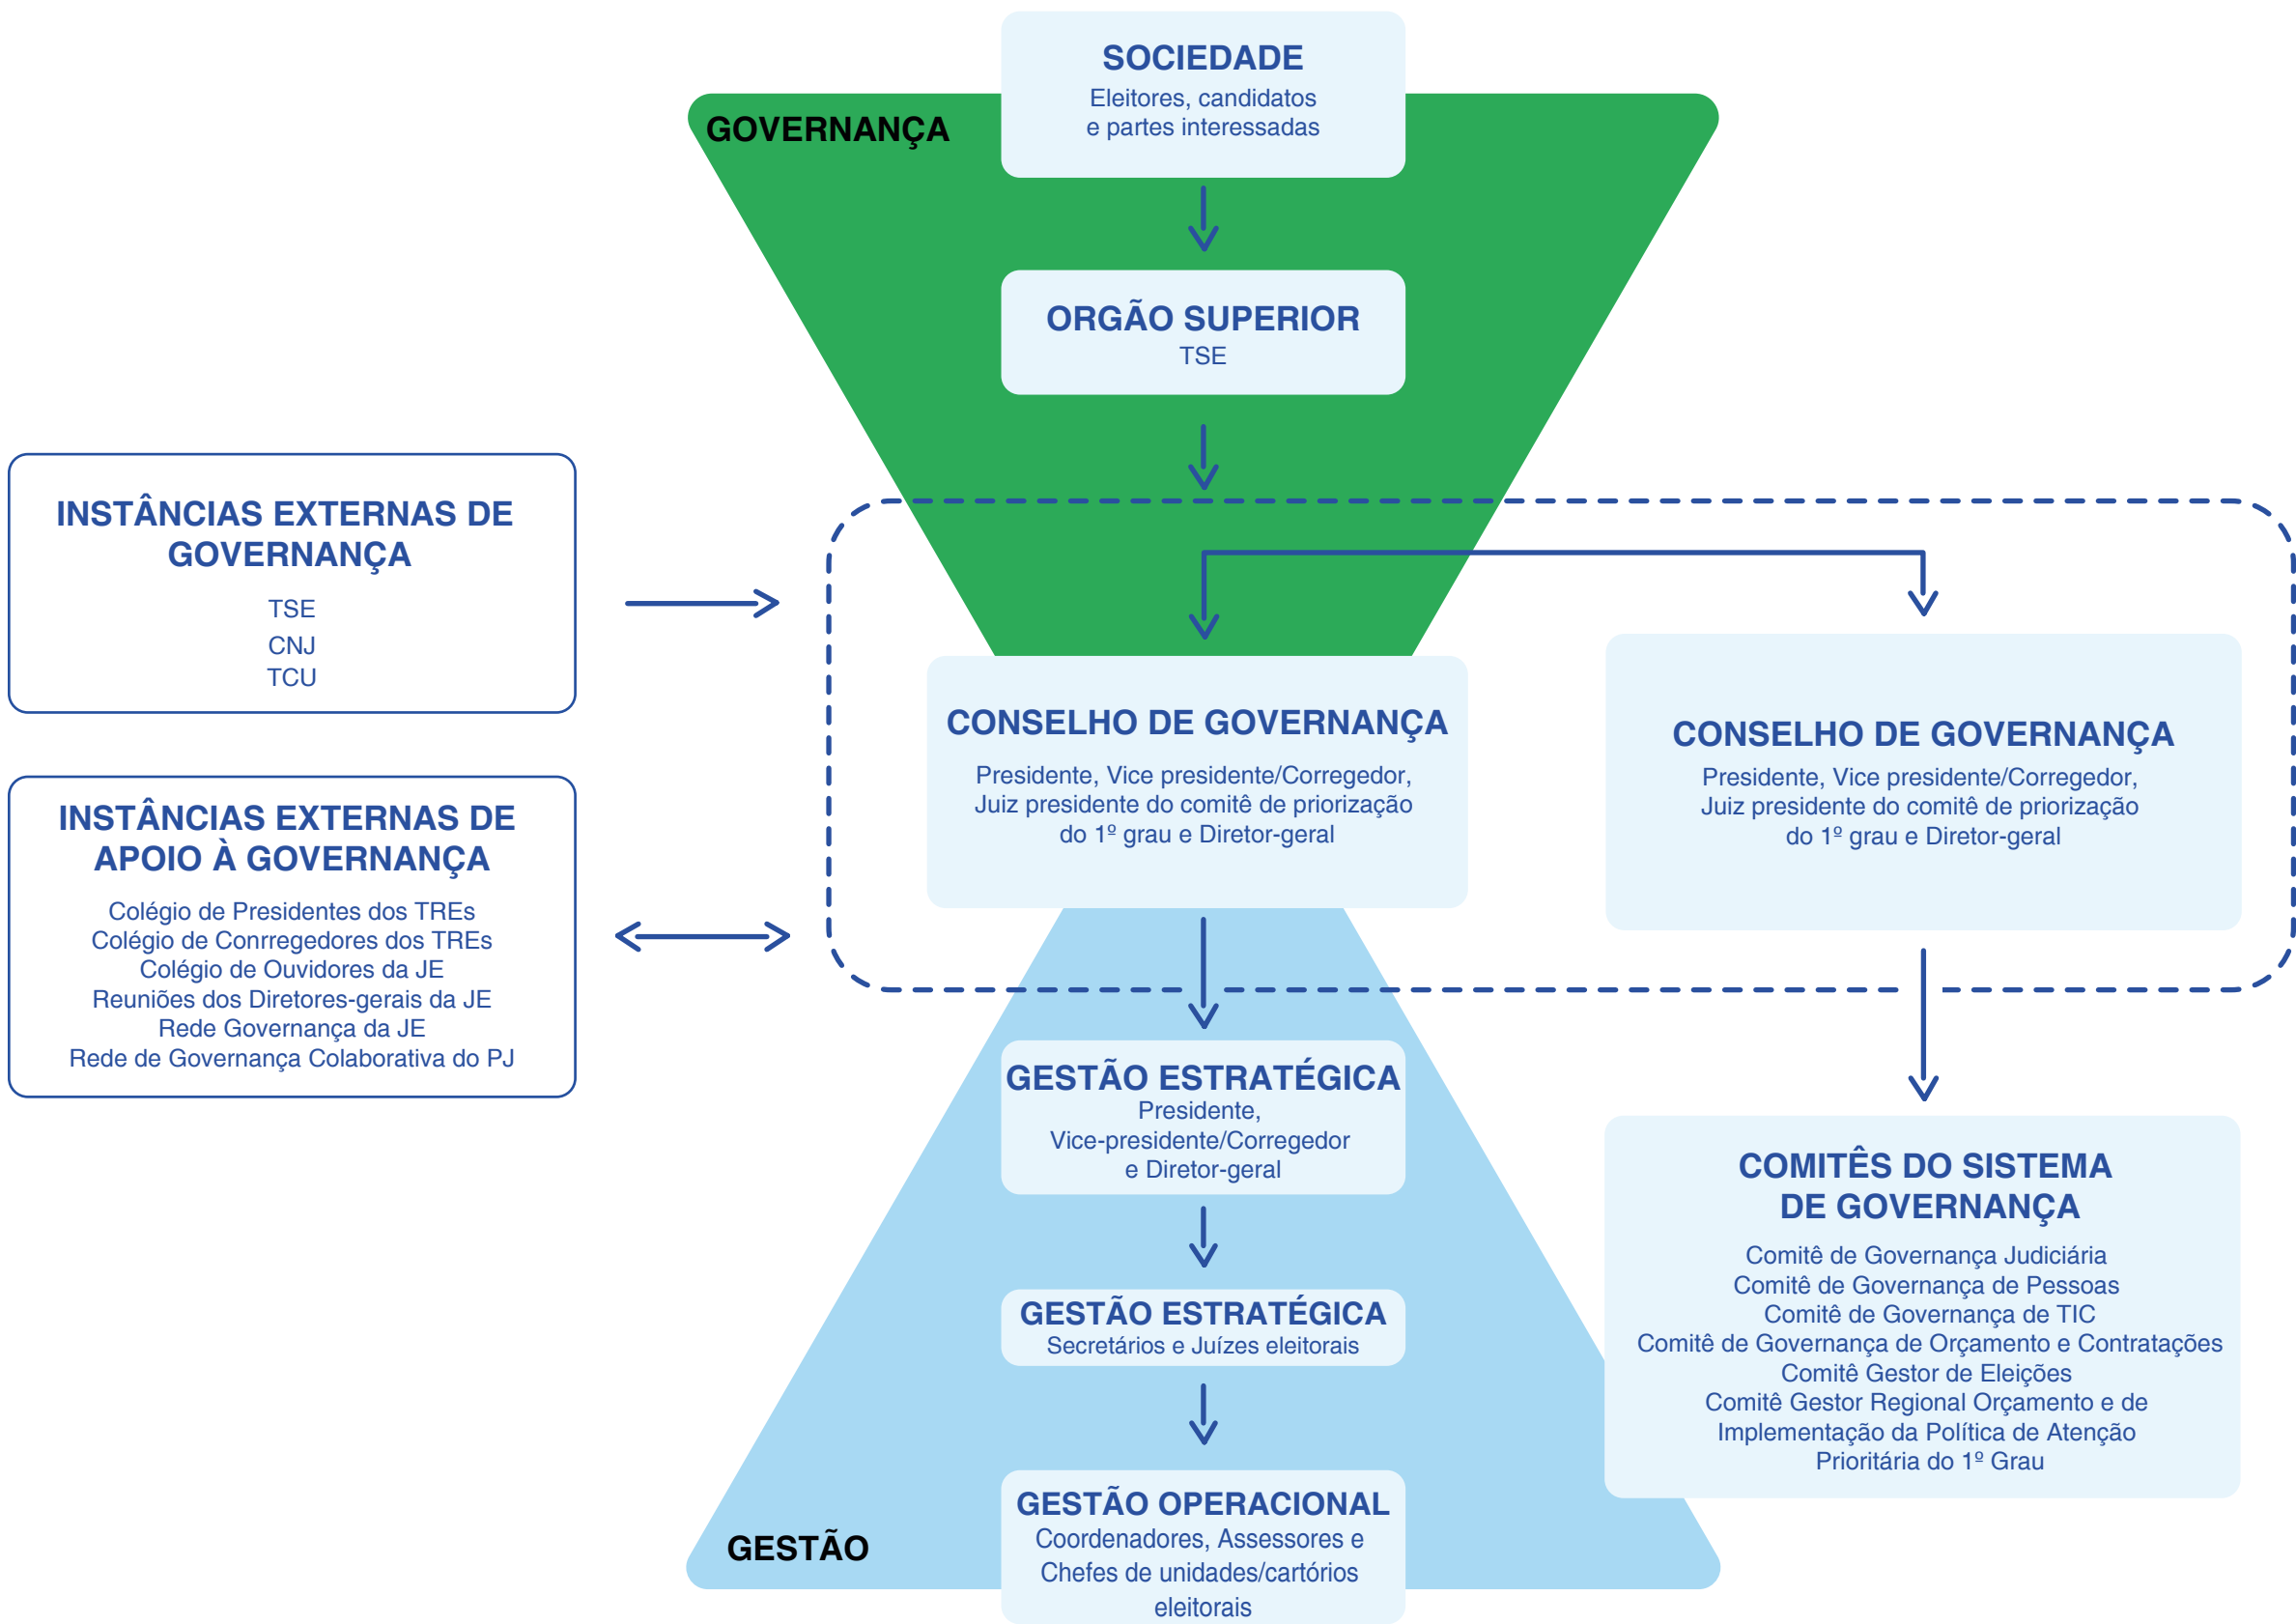 SOCIEDADE
Eleitores, candidatos
e partes interessadas
GOVERNANÇA
ORGÃO SUPERIOR
TSE
INSTÂNCIAS EXTERNAS DE
GOVERNANÇA
TSE
CNJ
TCU
CONSELHO DE GOVERNANÇA
Presidente, Vice presidente/Corregedor,
Juiz presidente do comitê de priorização
do 1º grau e Diretor-geral
CONSELHO DE GOVERNANÇA
Presidente, Vice presidente/Corregedor,
Juiz presidente do comitê de priorização
do 1º grau e Diretor-geral
INSTÂNCIAS EXTERNAS DE
APOIO À GOVERNANÇA
Colégio de Presidentes dos TREs
Colégio de Conrregedores dos TREs
Colégio de Ouvidores da JE
Reuniões dos Diretores-gerais da JE
Rede Governança da JE
Rede de Governança Colaborativa do PJ
GESTÃO ESTRATÉGICA
Presidente,
Vice-presidente/Corregedor
e Diretor-geral
COMITÊS DO SISTEMA
DE GOVERNANÇA
Comitê de Governança Judiciária
Comitê de Governança de Pessoas
Comitê de Governança de TIC
Comitê de Governança de Orçamento e Contratações
Comitê Gestor de Eleições
Comitê Gestor Regional Orçamento e de
Implementação da Política de Atenção
Prioritária do 1º Grau
GESTÃO ESTRATÉGICA
Secretários e Juízes eleitorais
GESTÃO OPERACIONAL
Coordenadores, Assessores e
Chefes de unidades/cartórios
eleitorais
GESTÃO